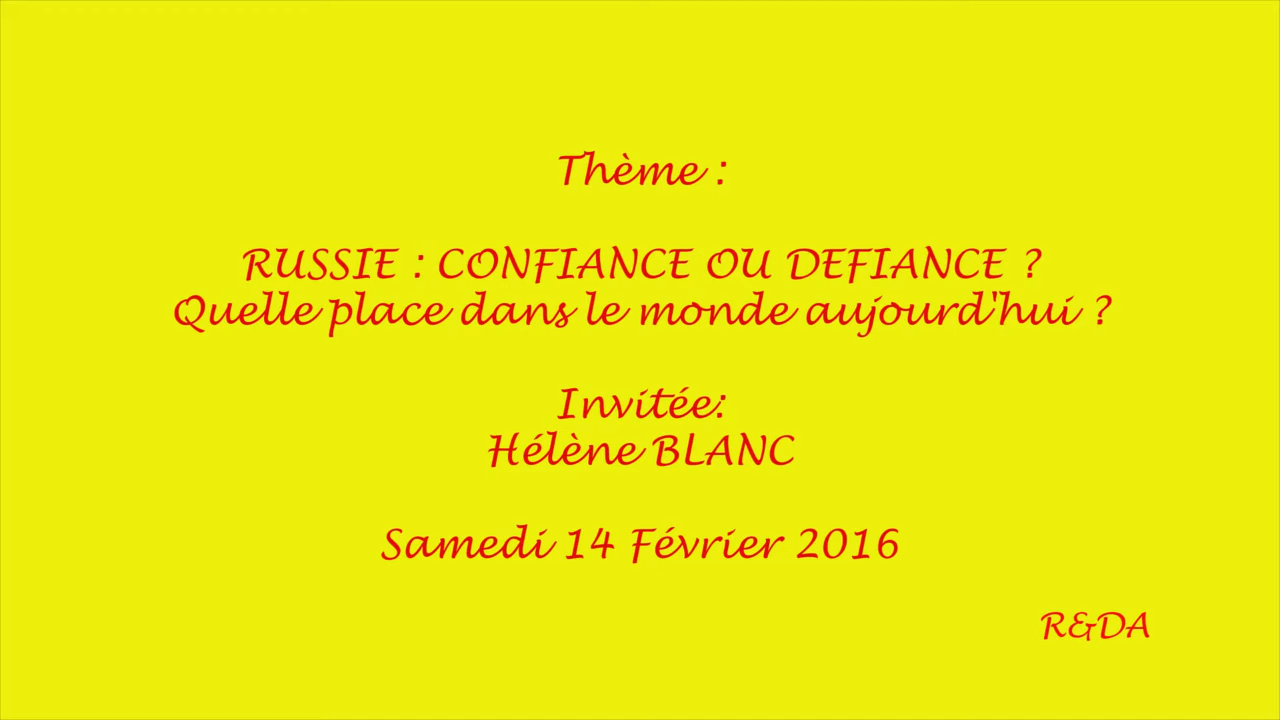 Thème :
RUSSIE : CONFIANCE OU DEFIANCE ?
Quelle place dans le monde aujourd'hui ?
Invitée:
Hélène BLANC
Samedi 14 Février 2016
R&DA